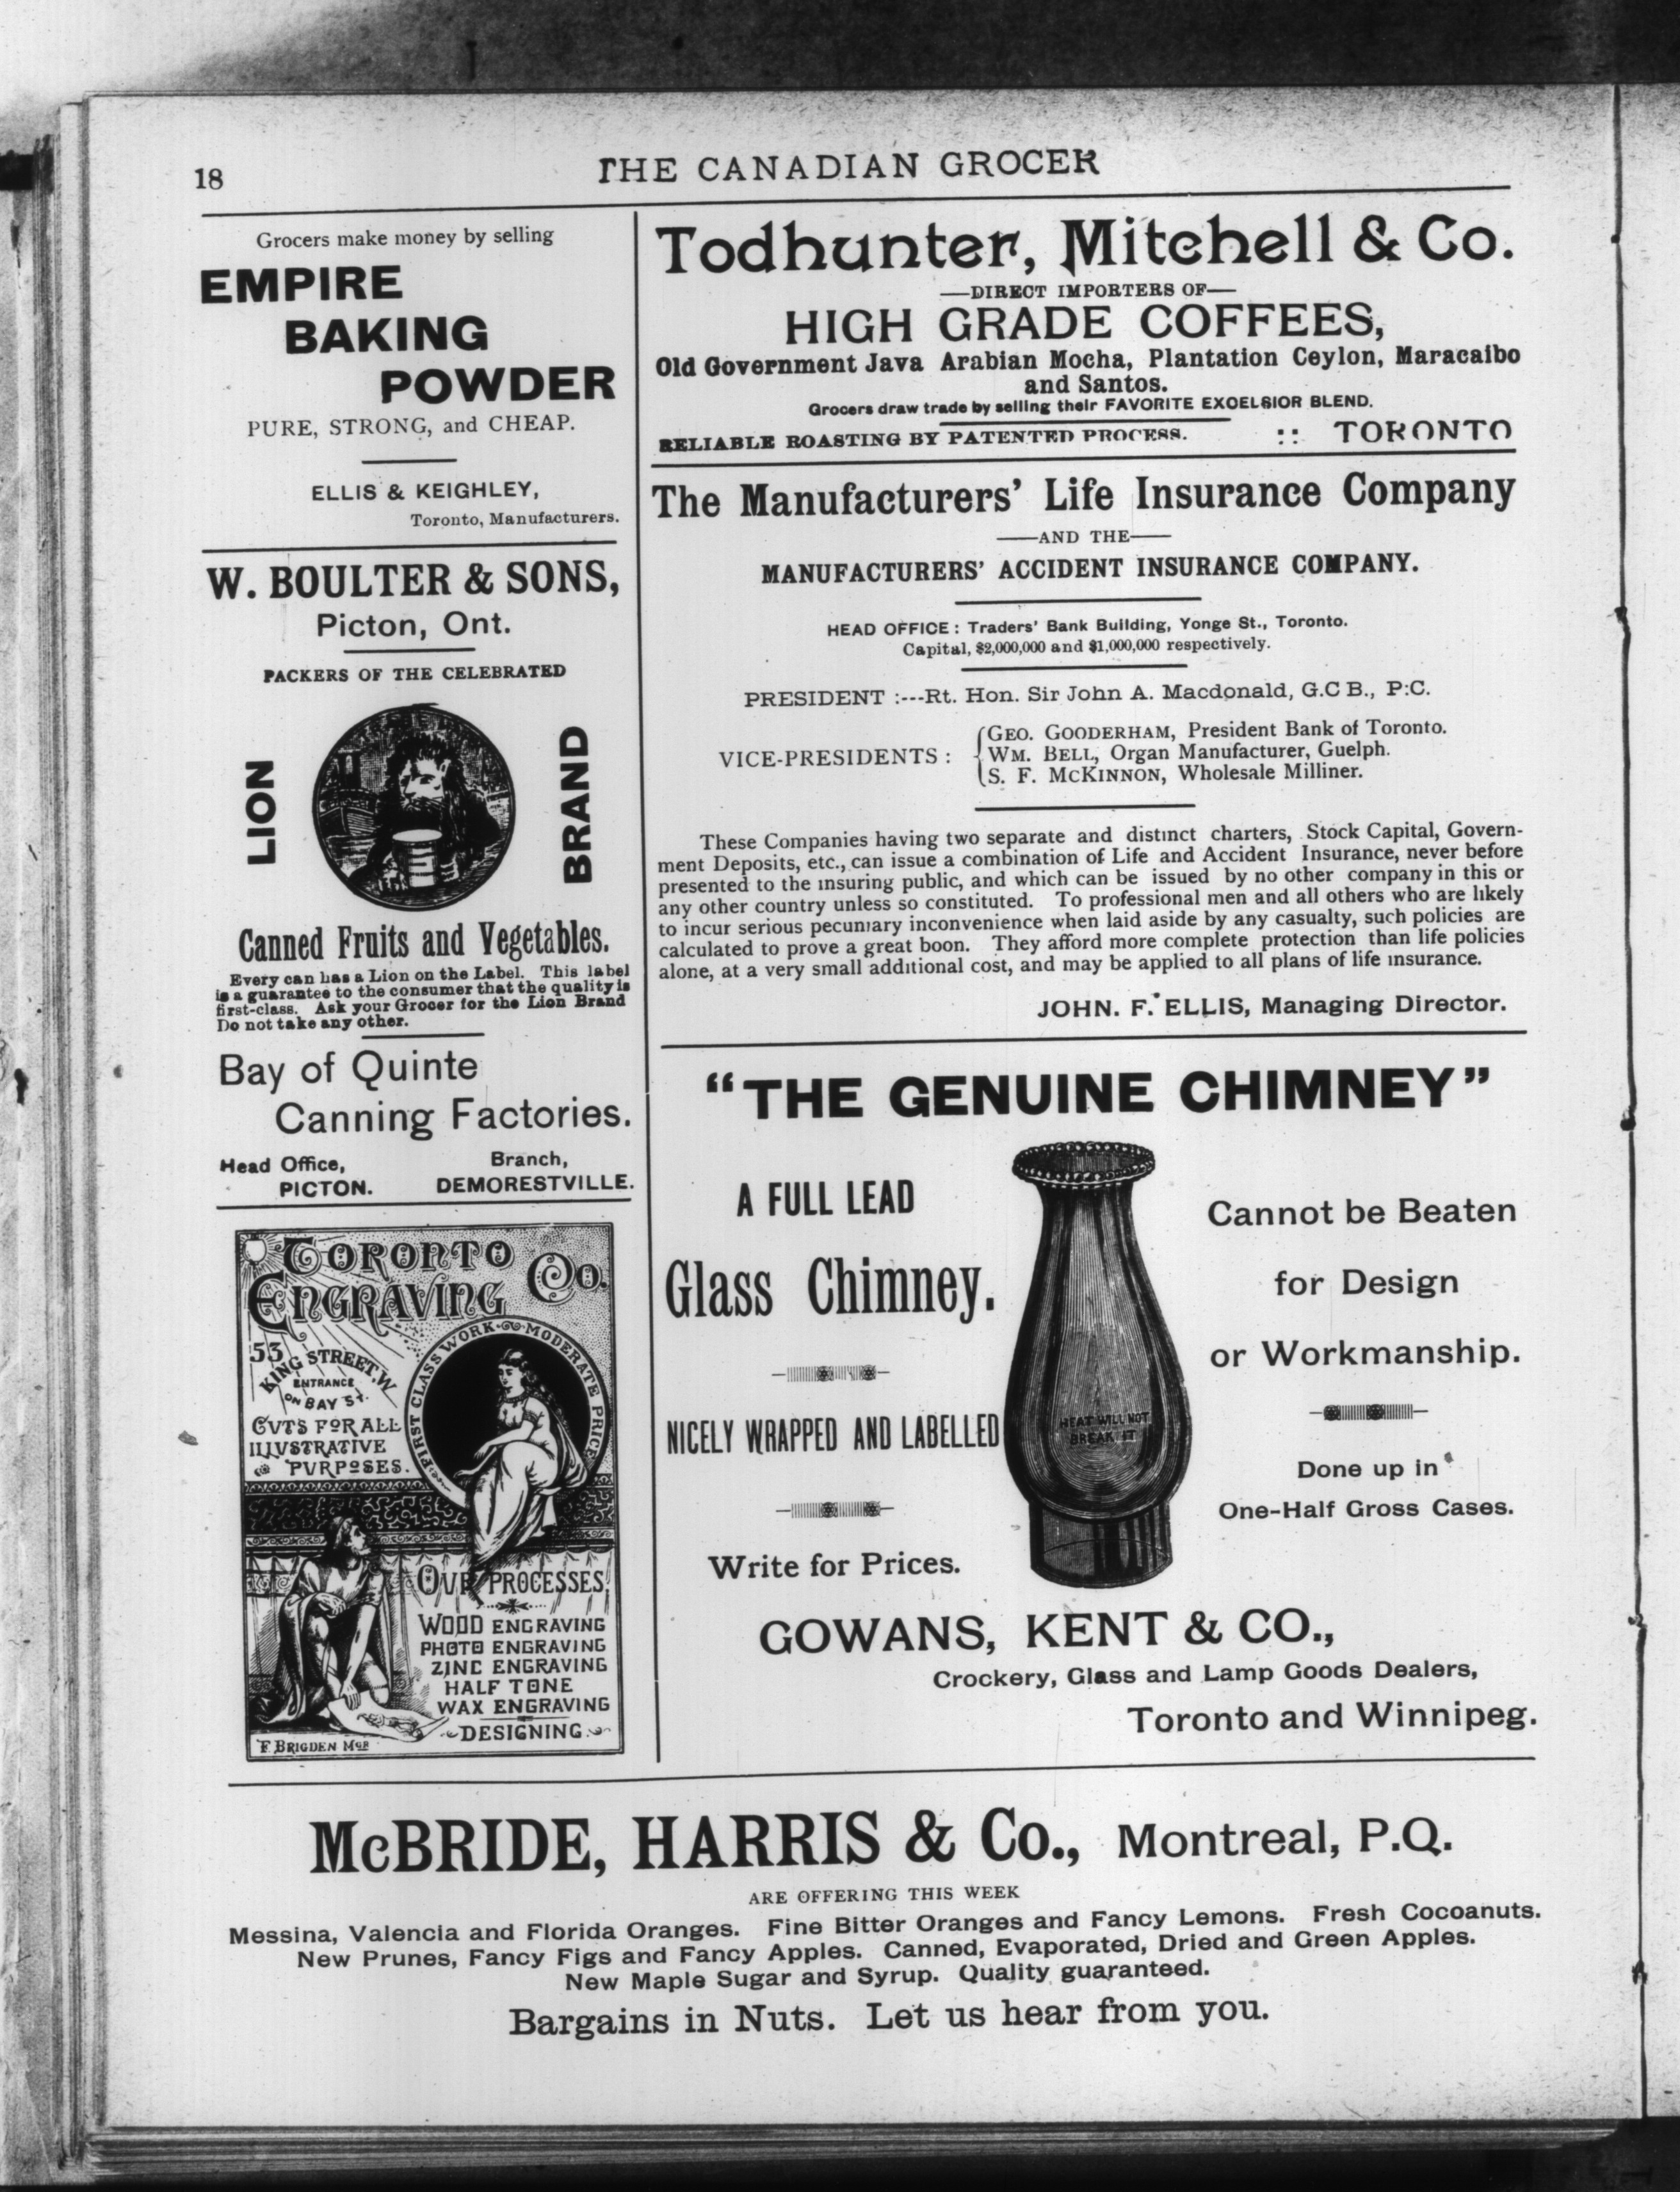 18
THE CANADIAN GROCER
Grocers make money by selling
EMPIRE
BAKING
POWDER
PURE, STRONG, and CHEAP.
ELLIS & KEIGHLEY,
Toronto, Manufacturers.
W. BOULTER & SONS,
Picton, Ont.
PACKERS OF THE CELEBRATED
LION
BRAND
Canned Fruits and Vegetables.
Every can has a Lion on the Label. This label
is a guarantee to the consumer that the quality is
first-class. Ask your Grocer for the Lion Brand
Do not take any other.
Bay of Quinte
Canning Factories.
Head Office,
PICTON.
Branch,
DEMORESTVILLE.
TORONTO
ENGRAVING CO.
53
KING STREET, W
ENTRANCE
ON BAY ST.
FIRST CLASS WORK · MODERATE PRICE
CVTS FOR ALL
ILLVSTRATIVE
PVRPOSES.
OVR PROCESSES.
WOOD ENGRAVING
PHOTO ENGRAVING
ZINC ENGRAVING
HALF TONE
WAX ENGRAVING
DESIGNING.
F. BRIGDEN MGR
Todhunter, Mitchell & Co.
—DIRECT IMPORTERS OF—
HIGH GRADE COFFEES,
Old Government Java Arabian Mocha, Plantation Ceylon, Maracaibo
and Santos.
Grocers draw trade by selling their FAVORITE EXCELSIOR BLEND.
RELIABLE ROASTING BY PATENTED PROCESS. :: TORONTO
The Manufacturers' Life Insurance Company
—AND THE—
MANUFACTURERS' ACCIDENT INSURANCE COMPANY.
HEAD OFFICE : Traders' Bank Building, Yonge St., Toronto.
Capital, $2,000,000 and $1,000,000 respectively.
PRESIDENT :---Rt. Hon. Sir John A. Macdonald, G.C B., P:C.
VICE-PRESIDENTS :
GEO. GOODERHAM, President Bank of Toronto.
WM. BELL, Organ Manufacturer, Guelph.
S. F. McKINNON, Wholesale Milliner.
These Companies having two separate and distinct charters, Stock Capital, Govern-
ment Deposits, etc., can issue a combination of Life and Accident Insurance, never before
presented to the insuring public, and which can be issued by no other company in this or
any other country unless so constituted. To professional men and all others who are likely
to incur serious pecuniary inconvenience when laid aside by any casualty, such policies are
calculated to prove a great boon. They afford more complete protection than life policies
alone, at a very small additional cost, and may be applied to all plans of life insurance.
JOHN. F. ELLIS, Managing Director.
"THE GENUINE CHIMNEY"
A FULL LEAD
Glass Chimney.
NICELY WRAPPED AND LABELLED
Write for Prices.
HEAT WILL NOT
BREAK IT
Cannot be Beaten
for Design
or Workmanship.
Done up in
One-Half Gross Cases.
GOWANS, KENT & CO.,
Crockery, Glass and Lamp Goods Dealers,
Toronto and Winnipeg.
McBRIDE, HARRIS & Co., Montreal, P.Q.
ARE OFFERING THIS WEEK
Messina, Valencia and Florida Oranges. Fine Bitter Oranges and Fancy Lemons. Fresh Cocoanuts.
New Prunes, Fancy Figs and Fancy Apples. Canned, Evaporated, Dried and Green Apples.
New Maple Sugar and Syrup. Quality guaranteed.
Bargains in Nuts. Let us hear from you.